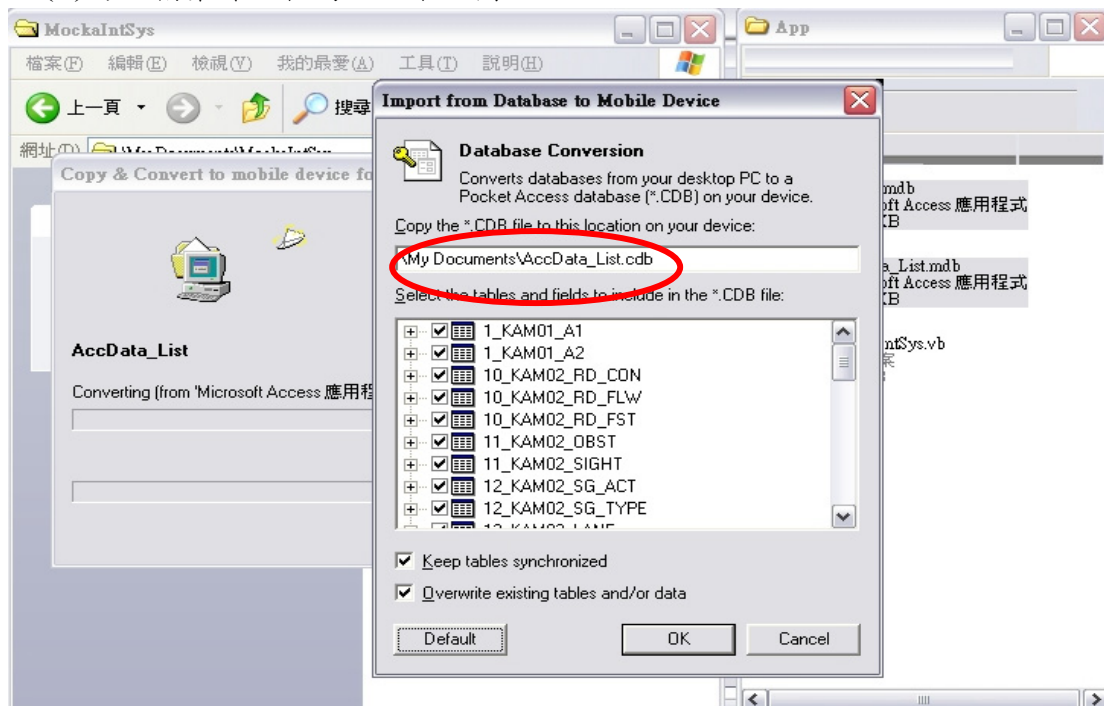 MockaIntSys
App
檔案(F) 編輯(E) 檢視(V) 我的最愛(A) 工具(T) 說明(H)
上一頁 搜尋
網址(D) \My Documents\MockaIntSys
Copy & Convert to mobile device fo
AccData_List
Converting (from 'Microsoft Access 應用程
Import from Database to Mobile Device
Database Conversion
Converts databases from your desktop PC to a
Pocket Access database (*.CDB) on your device.
Copy the *.CDB file to this location on your device:
\My Documents\AccData_List.cdb
Select the tables and fields to include in the *.CDB file:
1_KAM01_A1
1_KAM01_A2
10_KAM02_RD_CON
10_KAM02_RD_FLW
10_KAM02_RD_FST
11_KAM02_OBST
11_KAM02_SIGHT
12_KAM02_SG_ACT
12_KAM02_SG_TYPE
Keep tables synchronized
Overwrite existing tables and/or data
Default OK Cancel
mdb
oft Access 應用程式
KB
a_List.mdb
oft Access 應用程式
KB
ntSys.vb
案